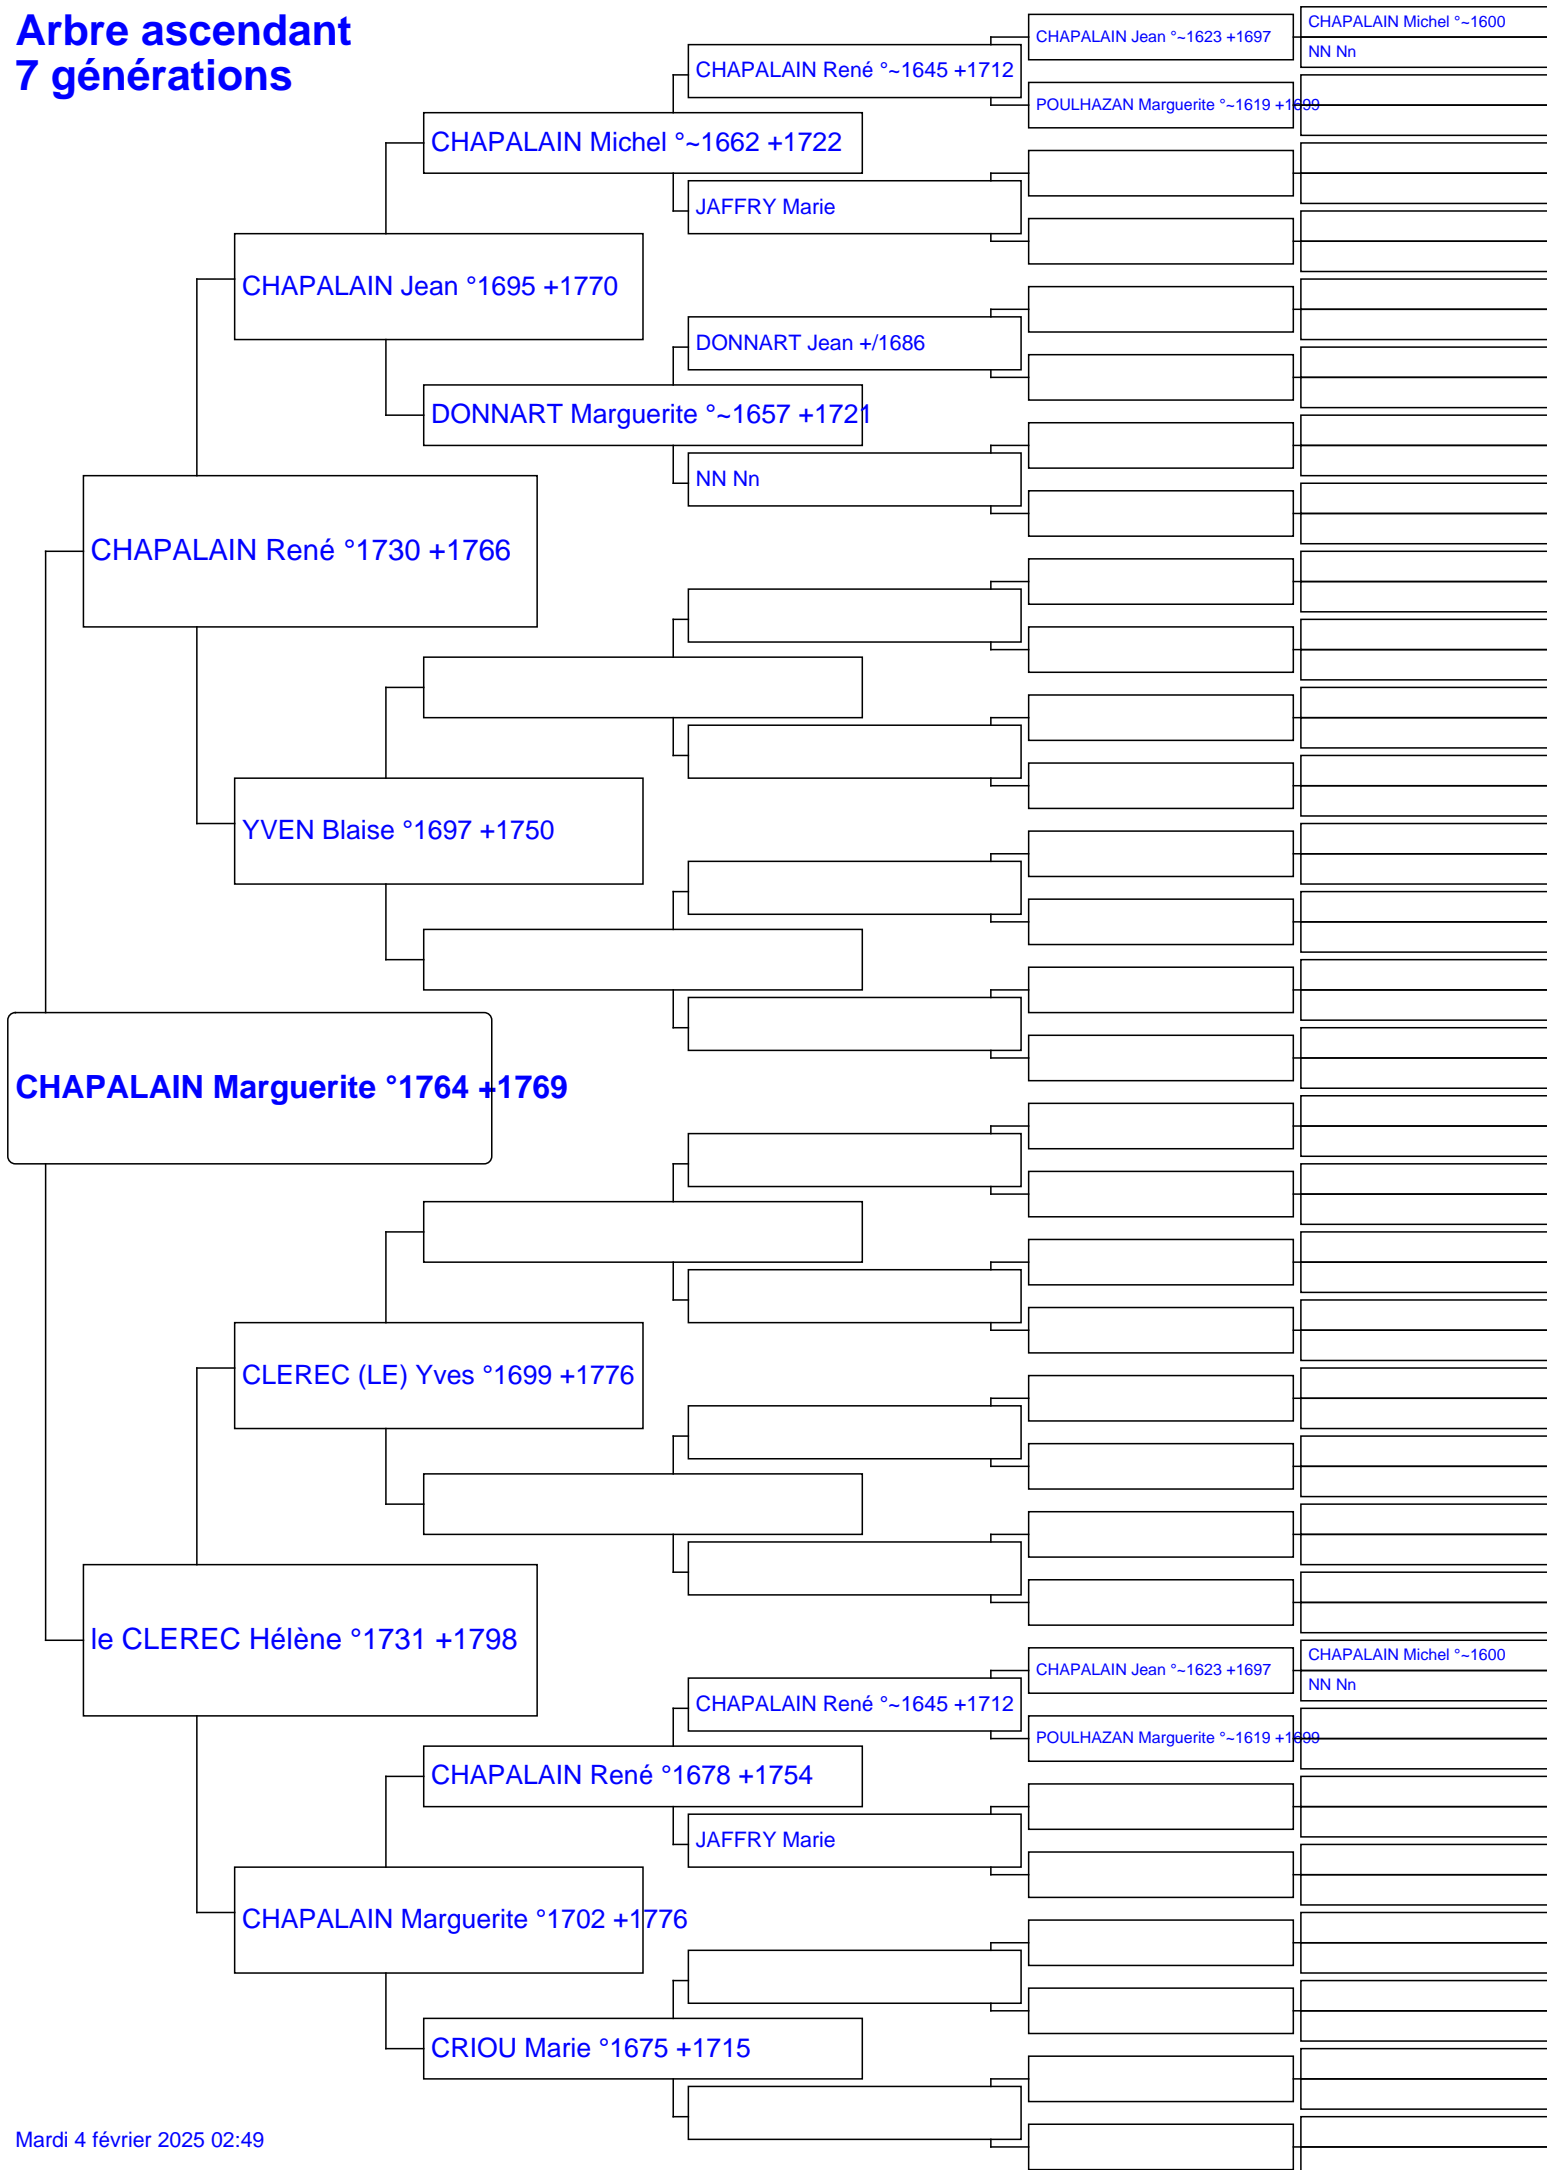 Arbre ascendant
7 générations
CHAPALAIN Michel °~1600
CHAPALAIN Jean °~1623 +1697
NN Nn
CHAPALAIN René °~1645 +1712
POULHAZAN Marguerite °~1619 +1699
CHAPALAIN Michel °~1662 +1722
JAFFRY Marie
CHAPALAIN Jean °1695 +1770
DONNART Jean +/1686
DONNART Marguerite °~1657 +1721
NN Nn
CHAPALAIN René °1730 +1766
YVEN Blaise °1697 +1750
CHAPALAIN Marguerite °1764 +1769
CLEREC (LE) Yves °1699 +1776
le CLEREC Hélène °1731 +1798
CHAPALAIN Michel °~1600
CHAPALAIN Jean °~1623 +1697
NN Nn
CHAPALAIN René °~1645 +1712
POULHAZAN Marguerite °~1619 +1699
CHAPALAIN René °1678 +1754
JAFFRY Marie
CHAPALAIN Marguerite °1702 +1776
CRIOU Marie °1675 +1715
Mardi 4 février 2025 02:49